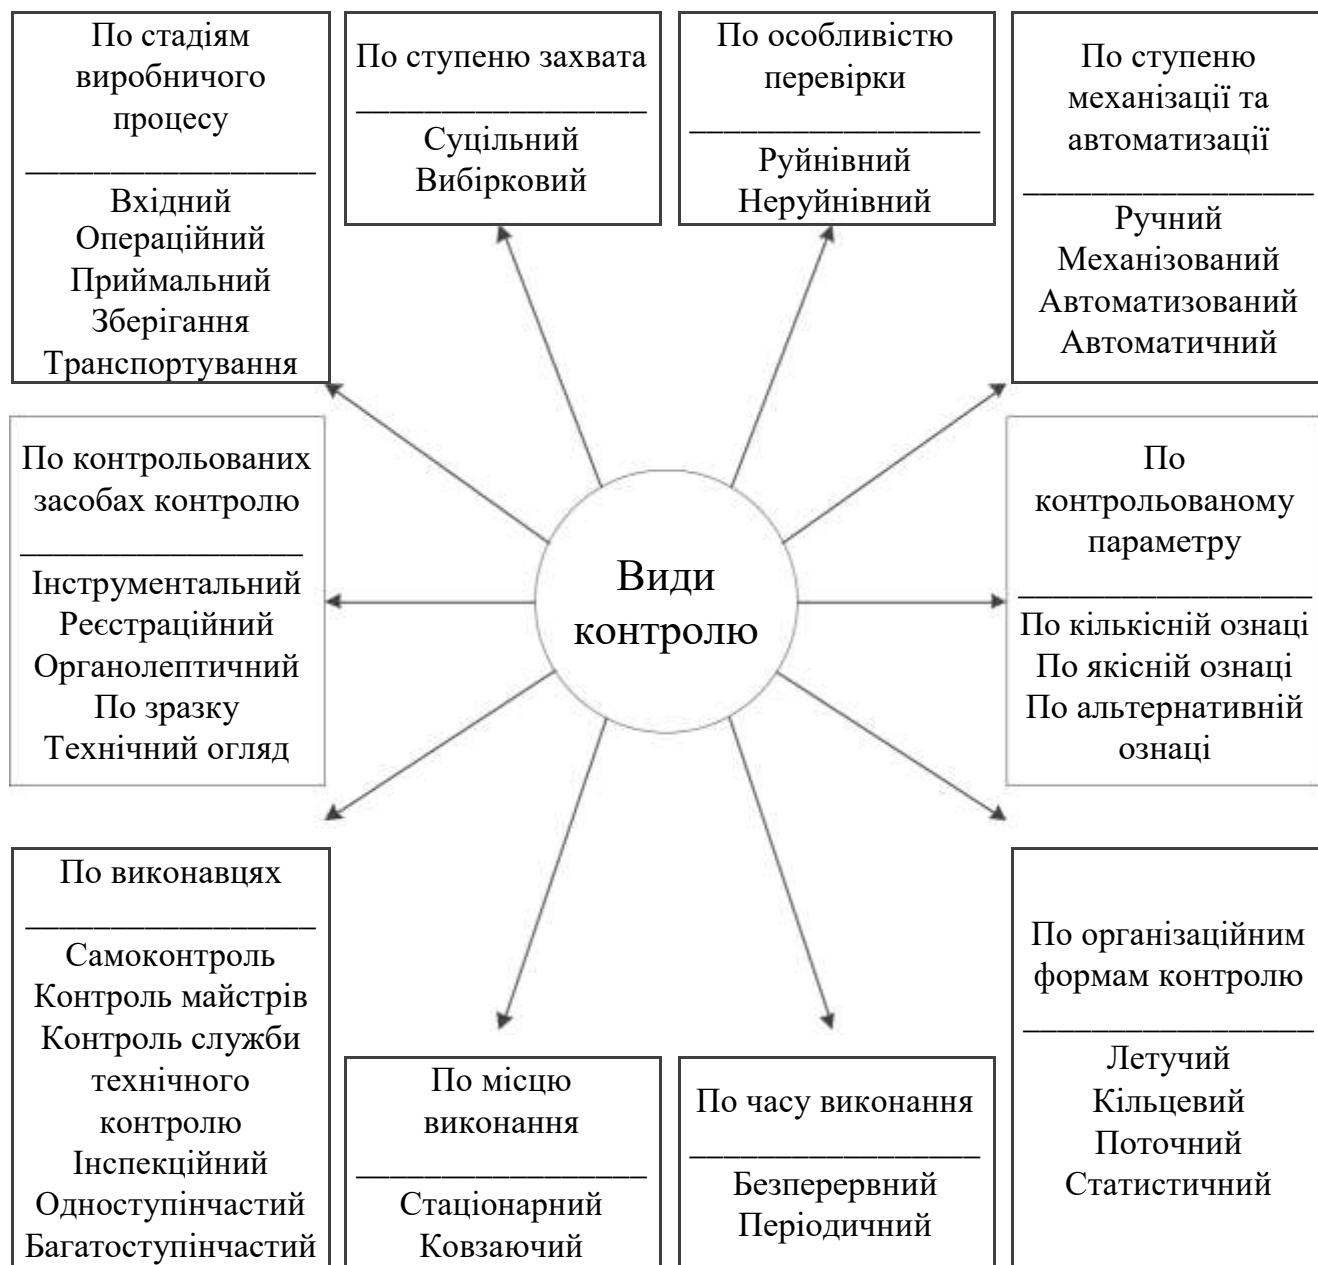 По стадіям
виробничого
процесу
Вхідний
Операційний
Приймальний
Зберігання
Транспортування
По ступеню захвата
Суцільний
Вибірковий
По особливістю
перевірки
Руйнівний
Неруйнівний
По ступеню
механізації та
автоматизації
Ручний
Механізований
Автоматизований
Автоматичний
По контрольованих
засобах контролю
Інструментальний
Реєстраційний
Органолептичний
По зразку
Технічний огляд
Види
контролю
По
контрольованому
параметру
По кількісній ознаці
По якісній ознаці
По альтернативній
ознаці
По виконавцях
Самоконтроль
Контроль майстрів
Контроль служби
технічного
контролю
Інспекційний
Одноступінчастий
Багатоступінчастий
По місцю
виконання
Стаціонарний
Ковзаючий
По часу виконання
Безперервний
Періодичний
По організаційним
формам контролю
Летучий
Кільцевий
Поточний
Статистичний